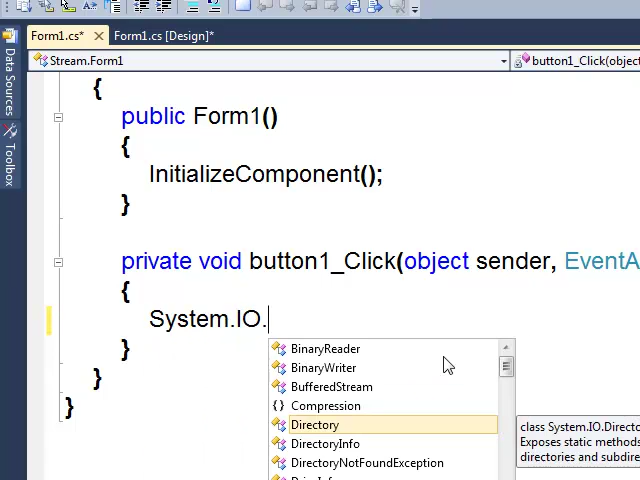 Form1.cs* Form1.cs [Design]*
Stream.Form1 button1_Click(objec
Data Sources
Toolbox
{
public Form1()
{
InitializeComponent();
}
private void button1_Click(object sender, EventA
{
System.IO.
}
}
}
BinaryReader
BinaryWriter
BufferedStream
{} Compression
Directory
DirectoryInfo
DirectoryNotFoundException
class System.IO.Directo
Exposes static methods
directories and subdire